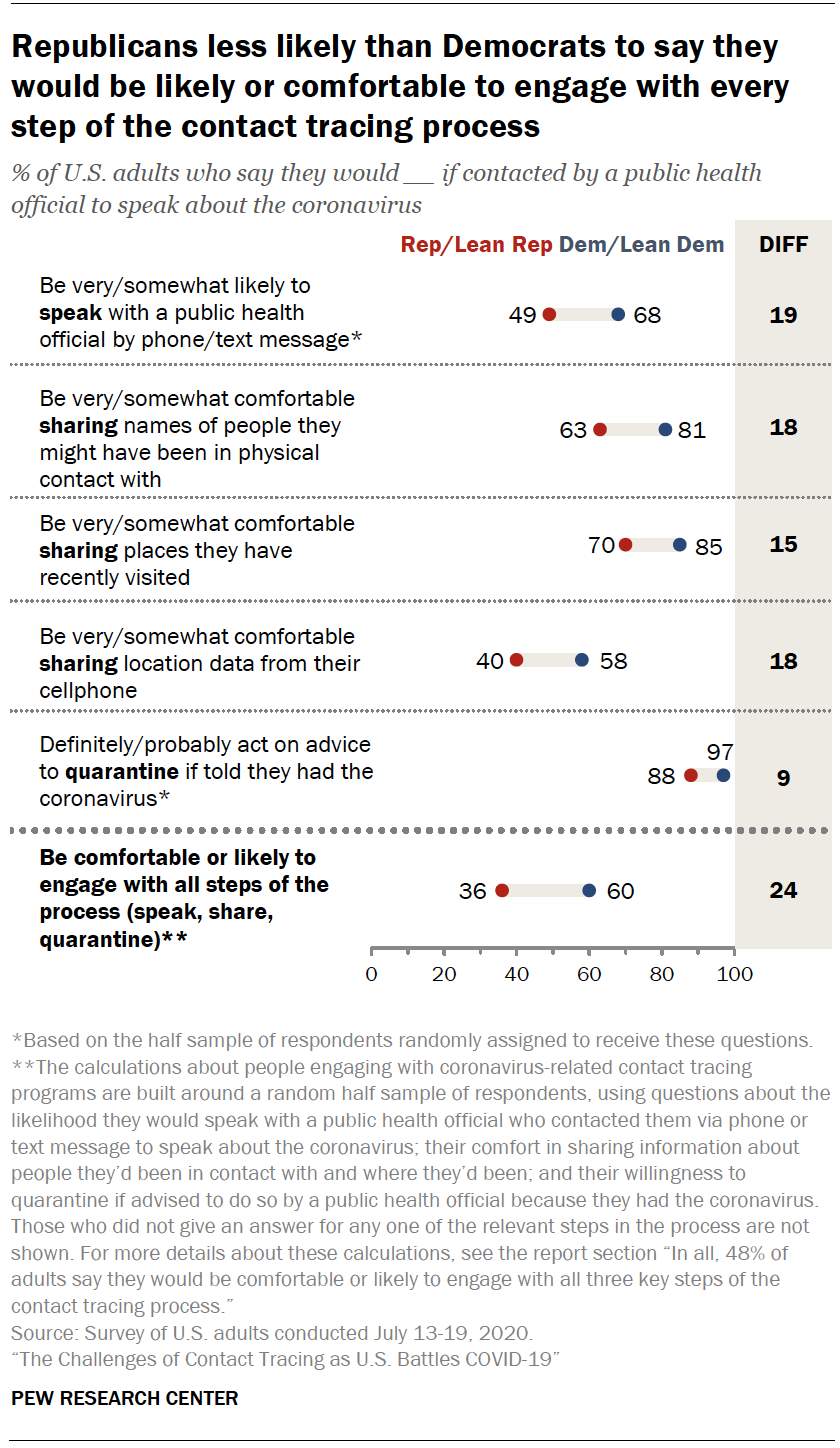 Republicans less likely than Democrats to say they
would be likely or comfortable to engage with every
step of the contact tracing process
% of U.S. adults who say they would __ if contacted by a public health
official to speak about the coronavirus
Rep/Lean Rep Dem/Lean Dem DIFF
Be very/somewhat likely to
speak with a public health
official by phone/text message*
49 68 19
Be very/somewhat comfortable
sharing names of people they
might have been in physical
contact with
63 81 18
Be very/somewhat comfortable
sharing places they have
recently visited
70 85 15
Be very/somewhat comfortable
sharing location data from their
cellphone
40 58 18
Definitely/probably act on advice
to quarantine if told they had the
coronavirus*
88 97 9
Be comfortable or likely to
engage with all steps of the
process (speak, share,
quarantine)**
36 60 24
0 20 40 60 80 100
*Based on the half sample of respondents randomly assigned to receive these questions.
**The calculations about people engaging with coronavirus-related contact tracing
programs are built around a random half sample of respondents, using questions about the
likelihood they would speak with a public health official who contacted them via phone or
text message to speak about the coronavirus; their comfort in sharing information about
people they'd been in contact with and where they'd been; and their willingness to
quarantine if advised to do so by a public health official because they had the coronavirus.
Those who did not give an answer for any one of the relevant steps in the process are not
shown. For more details about these calculations, see the report section “In all, 48% of
adults say they would be comfortable or likely to engage with all three key steps of the
contact tracing process.”
Source: Survey of U.S. adults conducted July 13-19, 2020.
“The Challenges of Contact Tracing as U.S. Battles COVID-19”
PEW RESEARCH CENTER